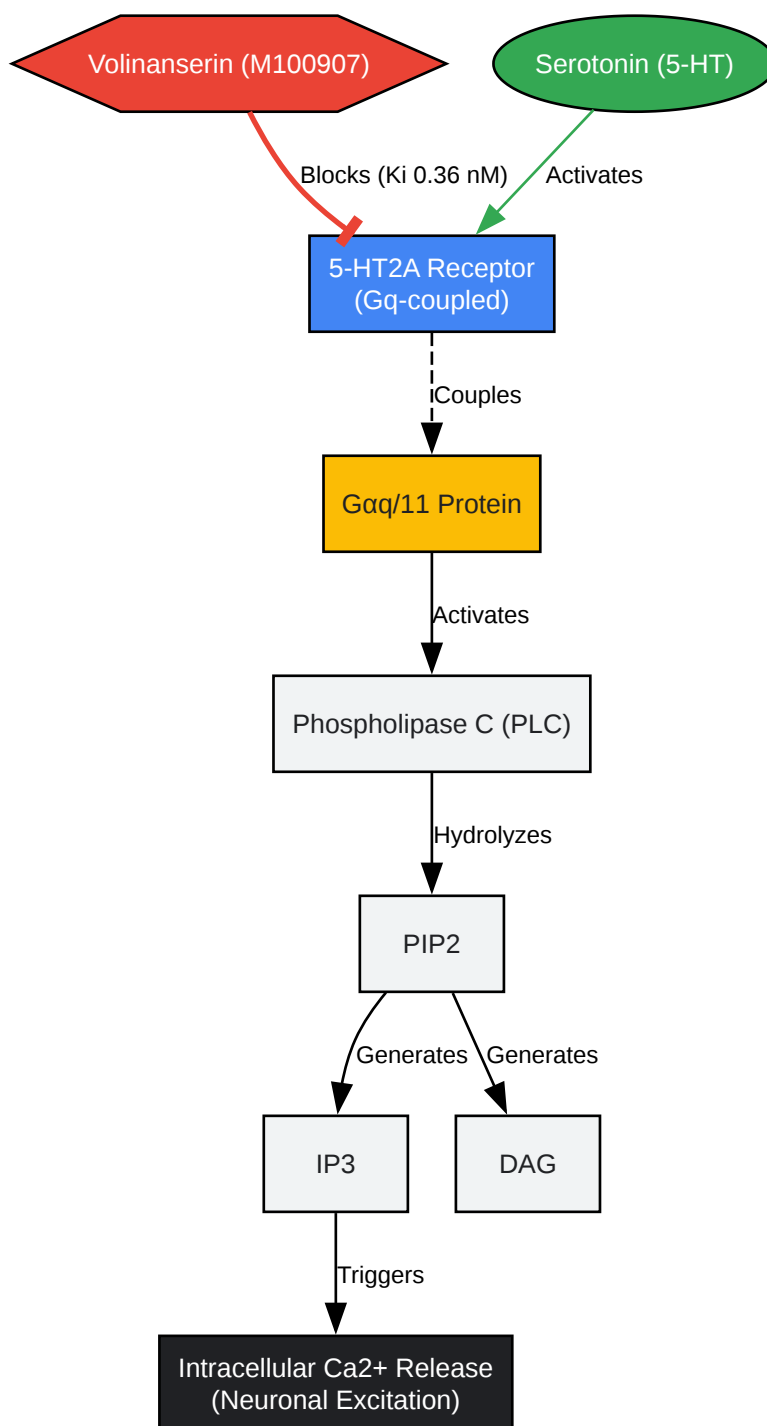 Volinanserin (M100907)
Serotonin (5-HT)
Blocks (Ki 0.36 nM)
Activates
5-HT2A Receptor
(Gq-coupled)
Couples
Gαq/11 Protein
Activates
Phospholipase C (PLC)
Hydrolyzes
PIP2
Generates
Generates
IP3
DAG
Triggers
Intracellular Ca2+ Release
(Neuronal Excitation)